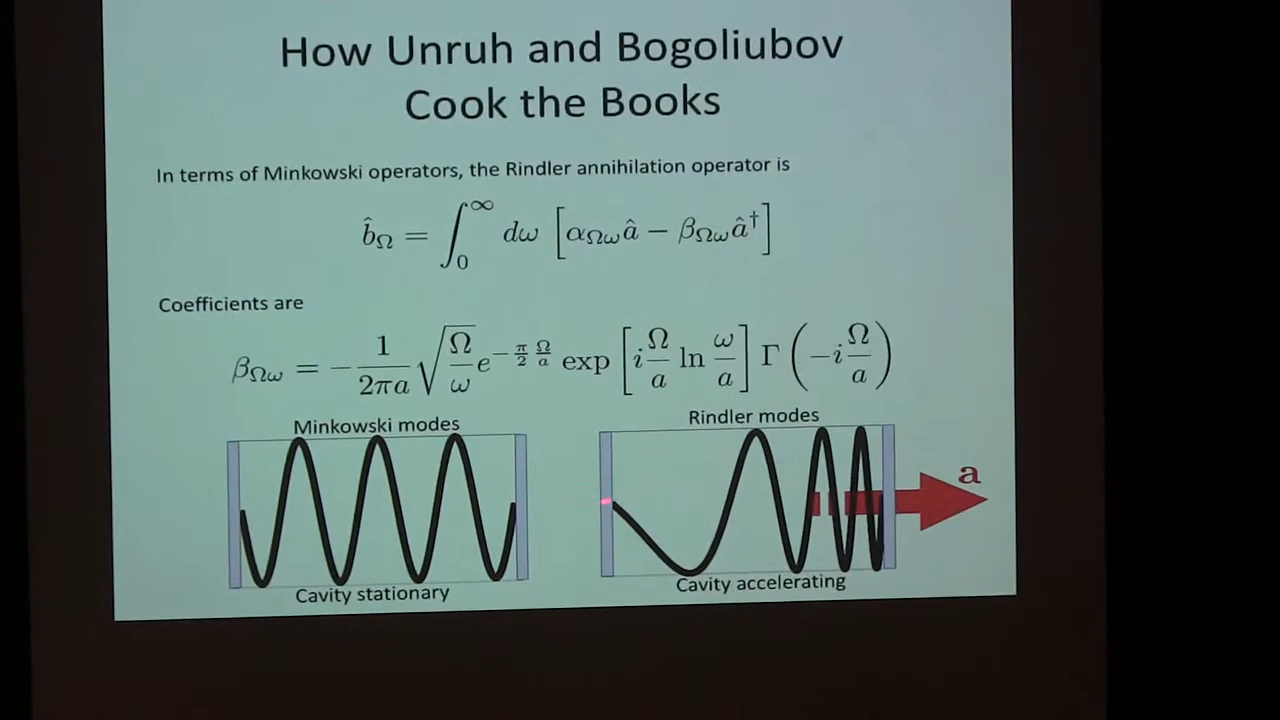 How Unruh and Bogoliubov
Cook the Books
In terms of Minkowski operators, the Rindler annihilation operator is
b̂_Ω = ∫_0^∞ dω [α_Ωω â − β_Ωω â†]
Coefficients are
β_Ωω = − 1/(2πa) √(Ω/ω) e^(−π/2 Ω/a) exp[i Ω/a ln ω/a] Γ(−i Ω/a)
Minkowski modes
Rindler modes
a
Cavity stationary
Cavity accelerating